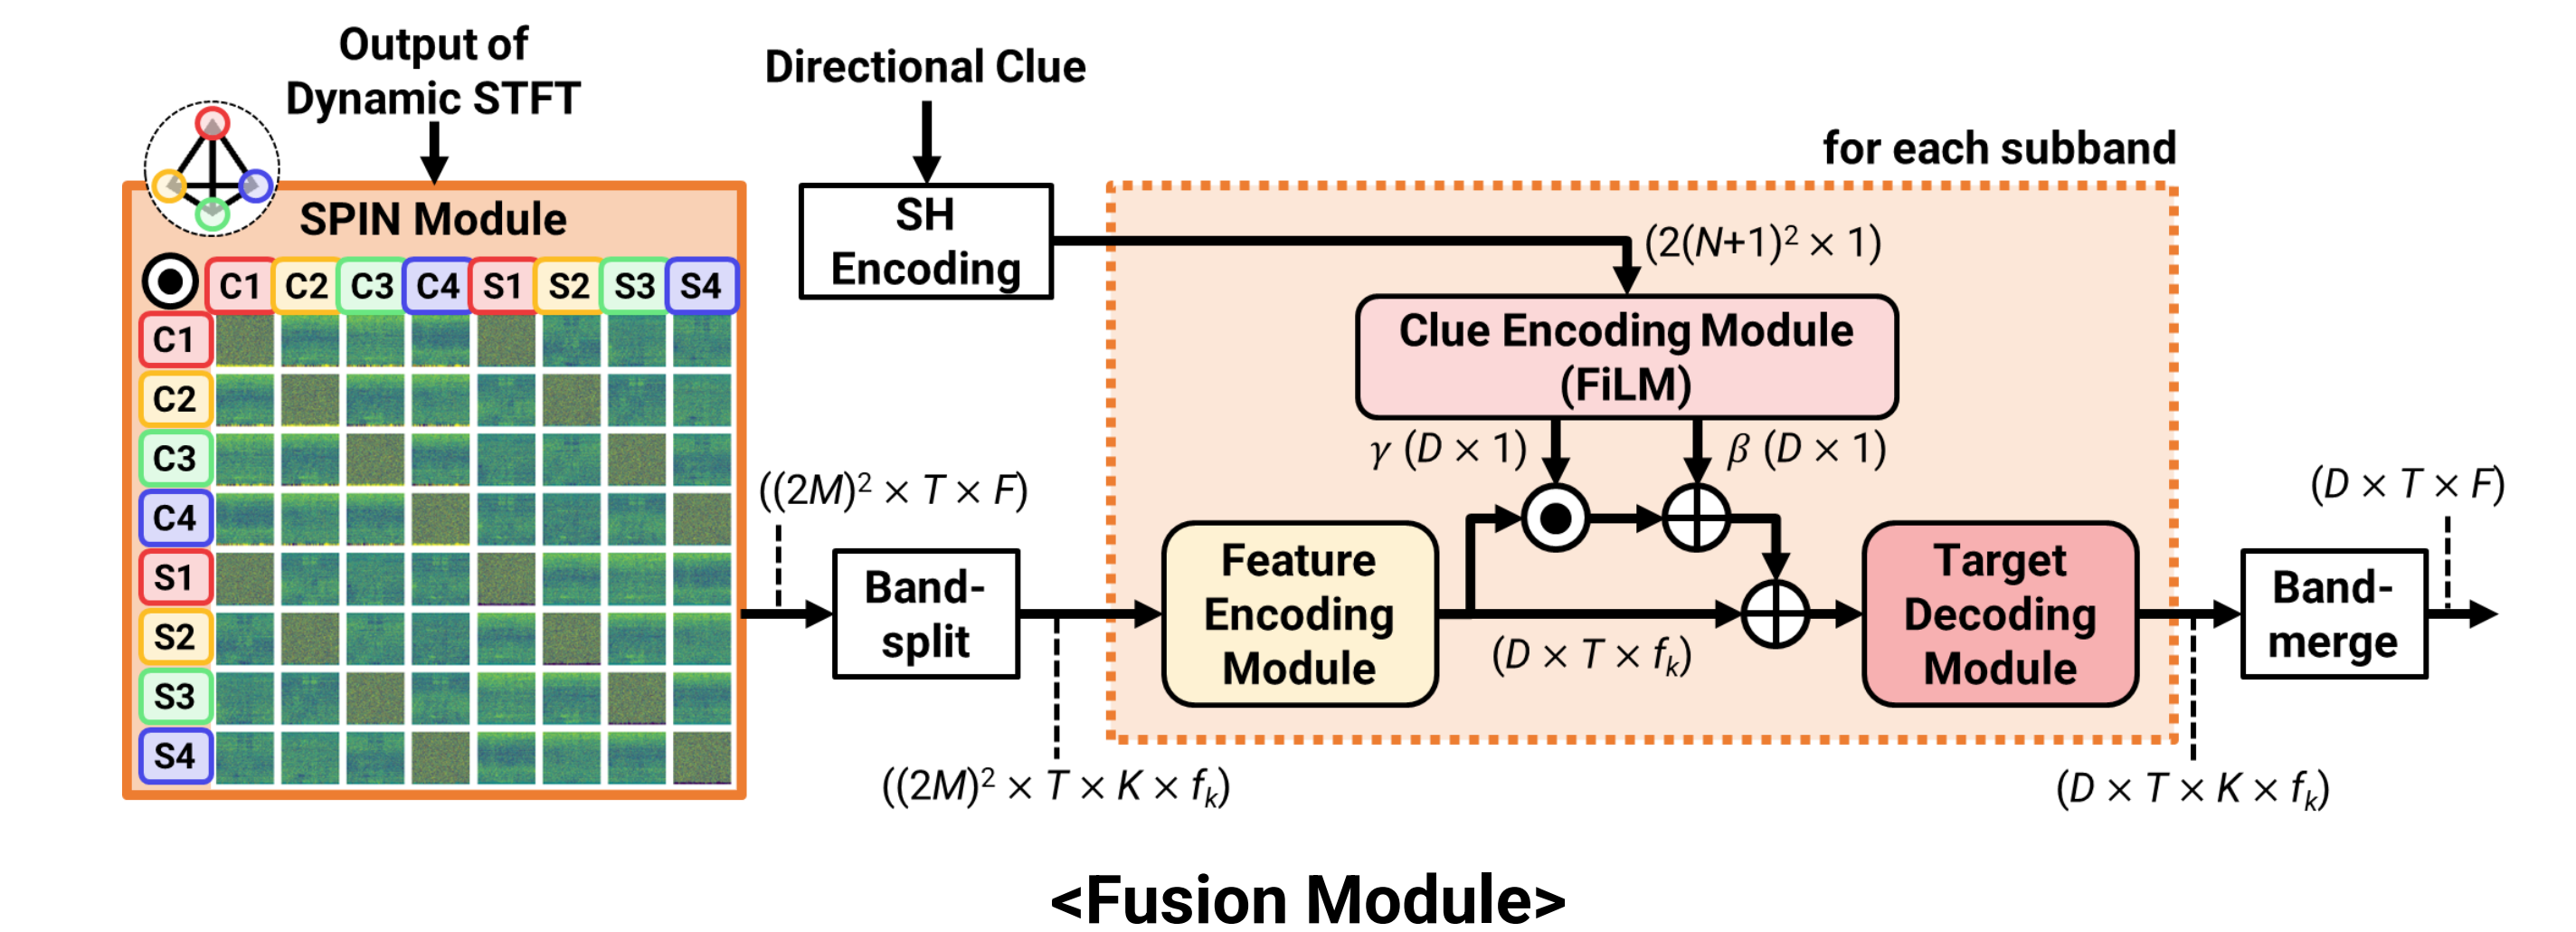 Output of
Dynamic STFT
Directional Clue
for each subband
SPIN Module
SH
Encoding
(2(N+1)² × 1)
C1 C2 C3 C4 S1 S2 S3 S4
C1
C2
C3
C4
S1
S2
S3
S4
Clue Encoding Module
(FiLM)
γ (D × 1)
β (D × 1)
((2M)² × T × F)
Band-
split
((2M)² × T × K × fₖ)
Feature
Encoding
Module
(D × T × fₖ)
Target
Decoding
Module
(D × T × K × fₖ)
Band-
merge
(D × T × F)
<Fusion Module>